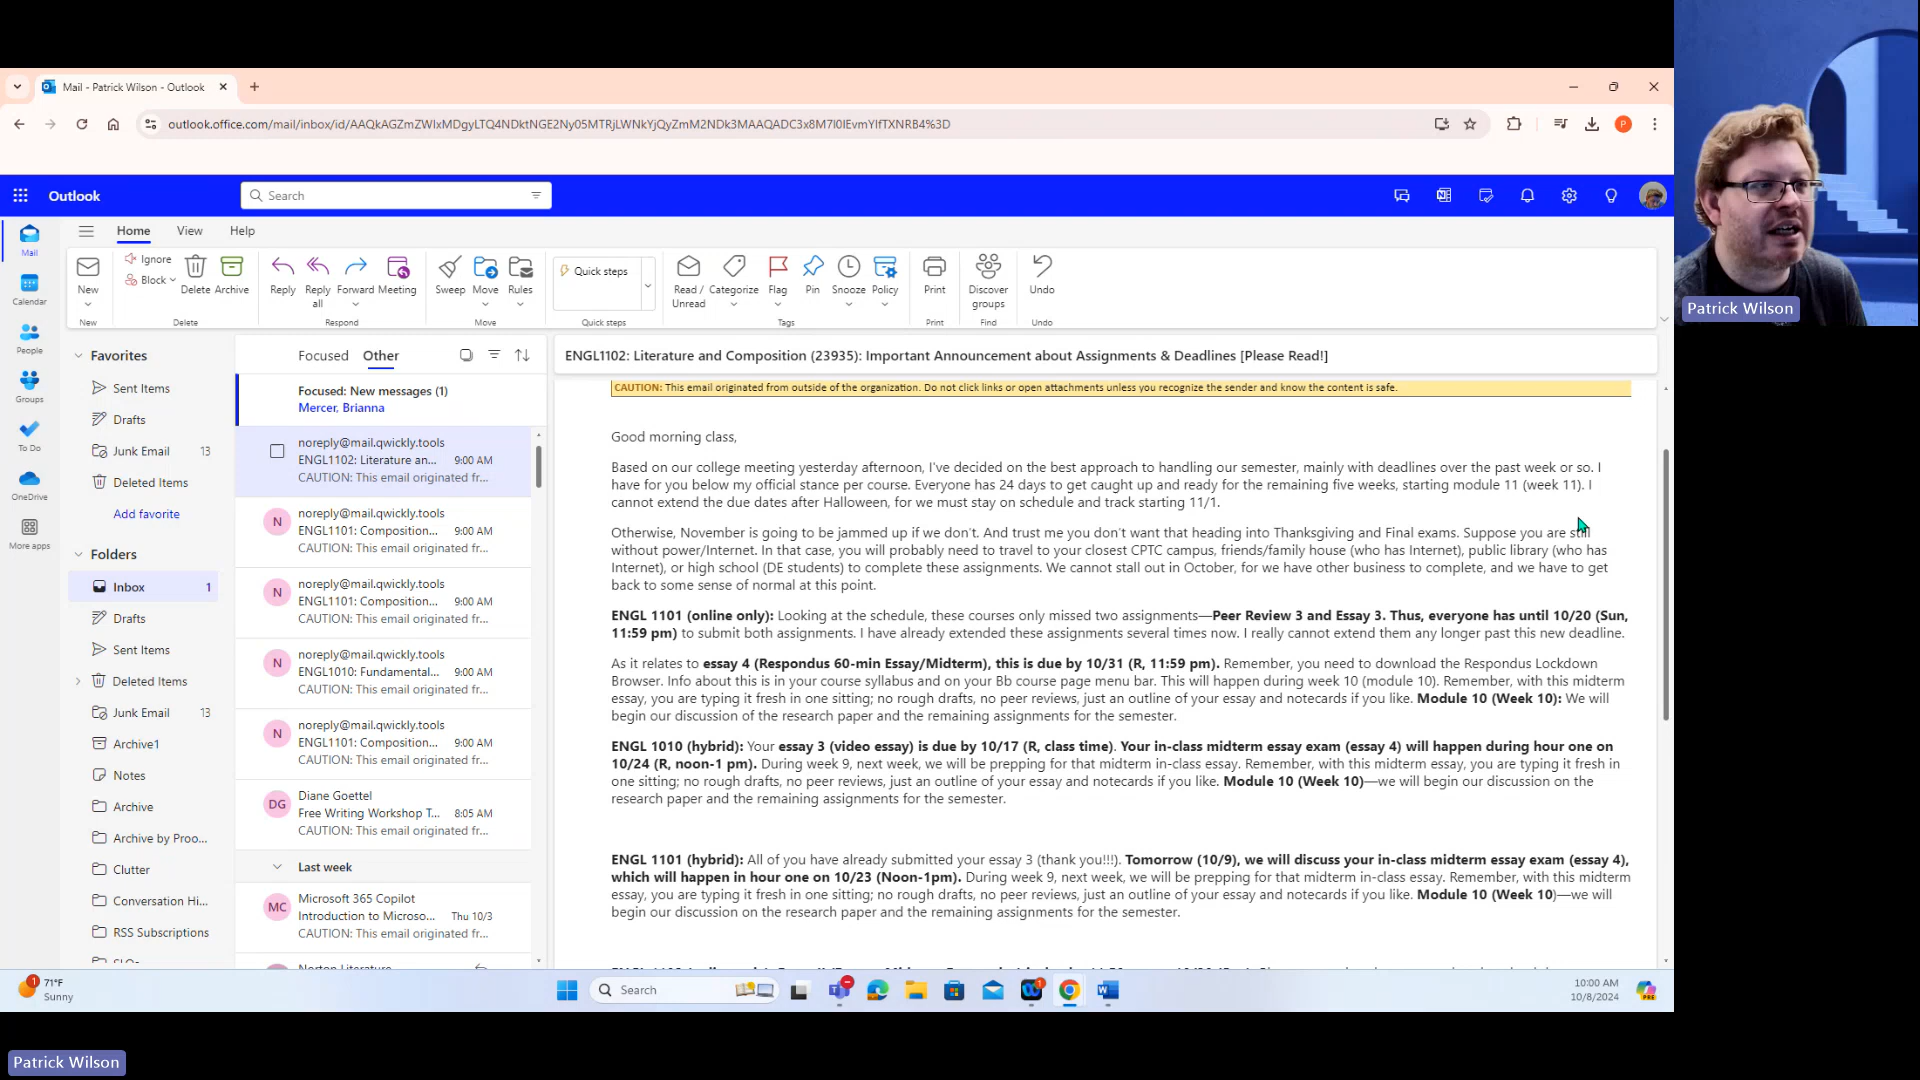 Mail - Patrick Wilson - Outlook
outlook.office.com/mail/inbox/id/AAQkAGZmZWIxMDgyLTQ4NDktNGE2Ny05MTRjLWNkYjQyZmM2NDk3MAAQADC3x8M7I0IEvmYlfTXNRB4%3D
P
Outlook
Search
Mail
Calendar
People
Groups
To Do
OneDrive
More apps
Home View Help
New
New
Ignore
Block
Delete
Archive
Delete
Reply
Reply all
Forward
Meeting
Respond
Sweep
Move
Rules
Move
Quick steps
Quick steps
Read / Unread
Categorize
Flag
Pin
Snooze
Policy
Tags
Print
Print
Discover groups
Find
Undo
Undo
Favorites
Sent Items
Drafts
Junk Email 13
Deleted Items
Add favorite
Folders
Inbox 1
Drafts
Sent Items
Deleted Items
Junk Email 13
Archive1
Notes
Archive
Archive by Proo...
Clutter
Conversation Hi...
RSS Subscriptions
Focused Other
Focused: New messages (1)
Mercer, Brianna
noreply@mail.qwickly.tools
ENGL1102: Literature an... 9:00 AM
CAUTION: This email originated fr...
N
noreply@mail.qwickly.tools
ENGL1101: Composition... 9:00 AM
CAUTION: This email originated fr...
N
noreply@mail.qwickly.tools
ENGL1101: Composition... 9:00 AM
CAUTION: This email originated fr...
N
noreply@mail.qwickly.tools
ENGL1010: Fundamental... 9:00 AM
CAUTION: This email originated fr...
N
noreply@mail.qwickly.tools
ENGL1101: Composition... 9:00 AM
CAUTION: This email originated fr...
DG
Diane Goettel
Free Writing Workshop T... 8:05 AM
CAUTION: This email originated fr...
Last week
MC
Microsoft 365 Copilot
Introduction to Microso... Thu 10/3
CAUTION: This email originated fr...
Norton Literature
ENGL1102: Literature and Composition (23935): Important Announcement about Assignments & Deadlines [Please Read!]
CAUTION: This email originated from outside of the organization. Do not click links or open attachments unless you recognize the sender and know the content is safe.
Good morning class,
Based on our college meeting yesterday afternoon, I've decided on the best approach to handling our semester, mainly with deadlines over the past week or so. I
have for you below my official stance per course. Everyone has 24 days to get caught up and ready for the remaining five weeks, starting module 11 (week 11). I
cannot extend the due dates after Halloween, for we must stay on schedule and track starting 11/1.
Otherwise, November is going to be jammed up if we don't. And trust me you don't want that heading into Thanksgiving and Final exams. Suppose you are still
without power/Internet. In that case, you will probably need to travel to your closest CPTC campus, friends/family house (who has Internet), public library (who has
Internet), or high school (DE students) to complete these assignments. We cannot stall out in October, for we have other business to complete, and we have to get
back to some sense of normal at this point.
ENGL 1101 (online only): Looking at the schedule, these courses only missed two assignments—Peer Review 3 and Essay 3. Thus, everyone has until 10/20 (Sun,
11:59 pm) to submit both assignments. I have already extended these assignments several times now. I really cannot extend them any longer past this new deadline.
As it relates to essay 4 (Respondus 60-min Essay/Midterm), this is due by 10/31 (R, 11:59 pm). Remember, you need to download the Respondus Lockdown
Browser. Info about this is in your course syllabus and on your Bb course page menu bar. This will happen during week 10 (module 10). Remember, with this midterm
essay, you are typing it fresh in one sitting; no rough drafts, no peer reviews, just an outline of your essay and notecards if you like. Module 10 (Week 10): We will
begin our discussion of the research paper and the remaining assignments for the semester.
ENGL 1010 (hybrid): Your essay 3 (video essay) is due by 10/17 (R, class time). Your in-class midterm essay exam (essay 4) will happen during hour one on
10/24 (R, noon-1 pm). During week 9, next week, we will be prepping for that midterm in-class essay. Remember, with this midterm essay, you are typing it fresh in
one sitting; no rough drafts, no peer reviews, just an outline of your essay and notecards if you like. Module 10 (Week 10)—we will begin our discussion on the
research paper and the remaining assignments for the semester.
ENGL 1101 (hybrid): All of you have already submitted your essay 3 (thank you!!!). Tomorrow (10/9), we will discuss your in-class midterm essay exam (essay 4),
which will happen in hour one on 10/23 (Noon-1pm). During week 9, next week, we will be prepping for that midterm in-class essay. Remember, with this midterm
essay, you are typing it fresh in one sitting; no rough drafts, no peer reviews, just an outline of your essay and notecards if you like. Module 10 (Week 10)—we will
begin our discussion on the research paper and the remaining assignments for the semester.
1
71°F
Sunny
Search
1
10:00 AM
10/8/2024
PRE
Patrick Wilson
Patrick Wilson